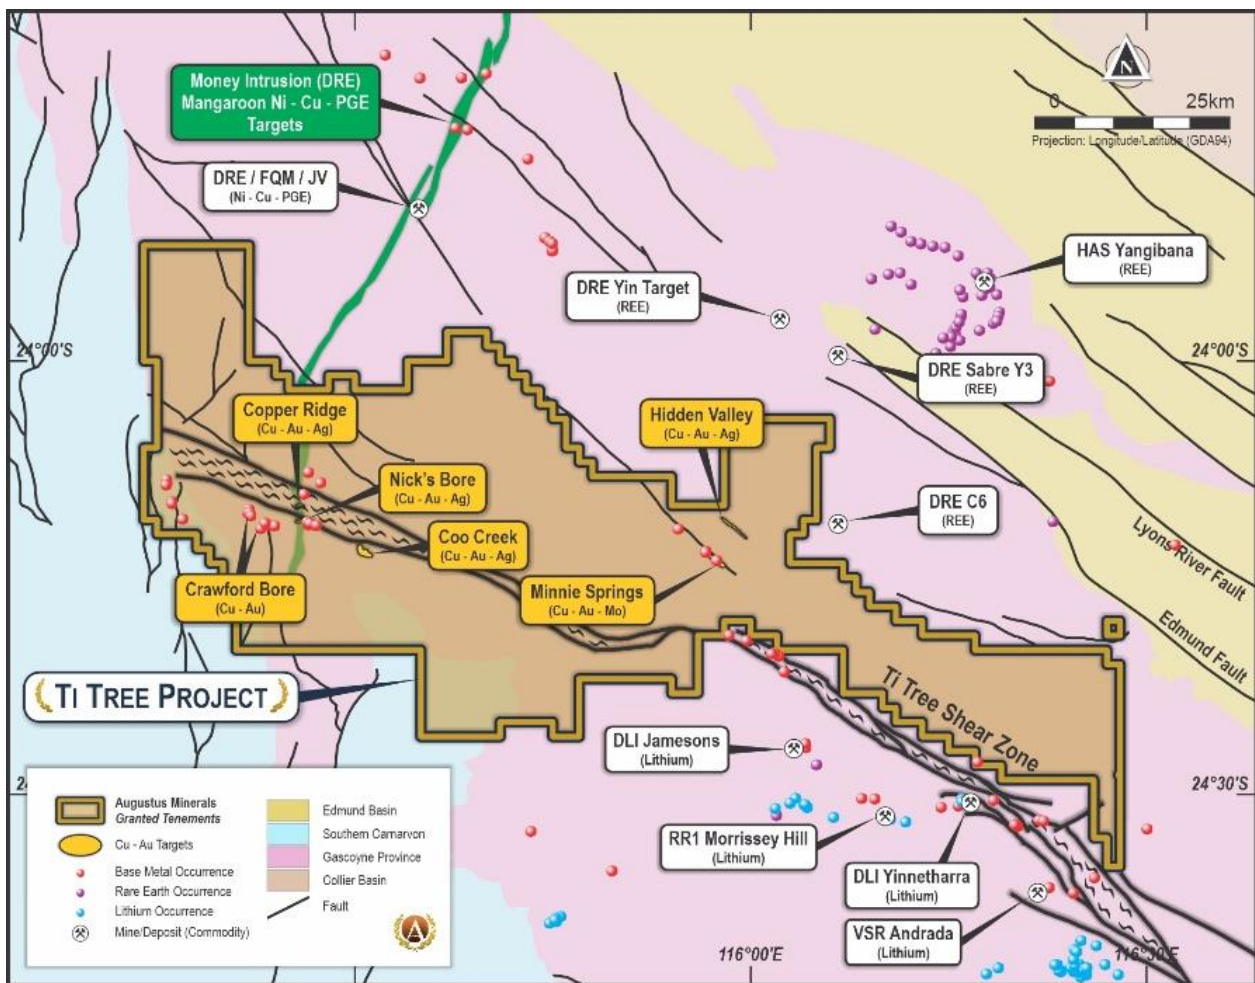 Money Intrusion (DRE)
Mangaroon Ni - Cu - PGE
Targets
N
0
25km
Projection: Longitude/Latitude (GDA94)
DRE / FQM / JV
(Ni - Cu - PGE)
HAS Yangibana
(REE)
DRE Yin Target
(REE)
24°00'S
24°00'S
DRE Sabre Y3
(REE)
Copper Ridge
(Cu - Au - Ag)
Hidden Valley
(Cu - Au - Ag)
Nick's Bore
(Cu - Au - Ag)
DRE C6
(REE)
Coo Creek
(Cu - Au - Ag)
Lyons River Fault
Crawford Bore
(Cu - Au)
Minnie Springs
(Cu - Au - Mo)
Edmund Fault
TI TREE PROJECT
Ti Tree Shear Zone
DLI Jamesons
(Lithium)
24°30'S
RR1 Morrissey Hill
(Lithium)
DLI Yinnetharra
(Lithium)
VSR Andrada
(Lithium)
116°00'E
116°30'E
Augustus Minerals
Granted Tenements
Cu - Au Targets
Base Metal Occurrence
Rare Earth Occurrence
Lithium Occurrence
Mine/Deposit (Commodity)
Edmund Basin
Southern Carnarvon
Gascoyne Province
Collier Basin
Fault
A